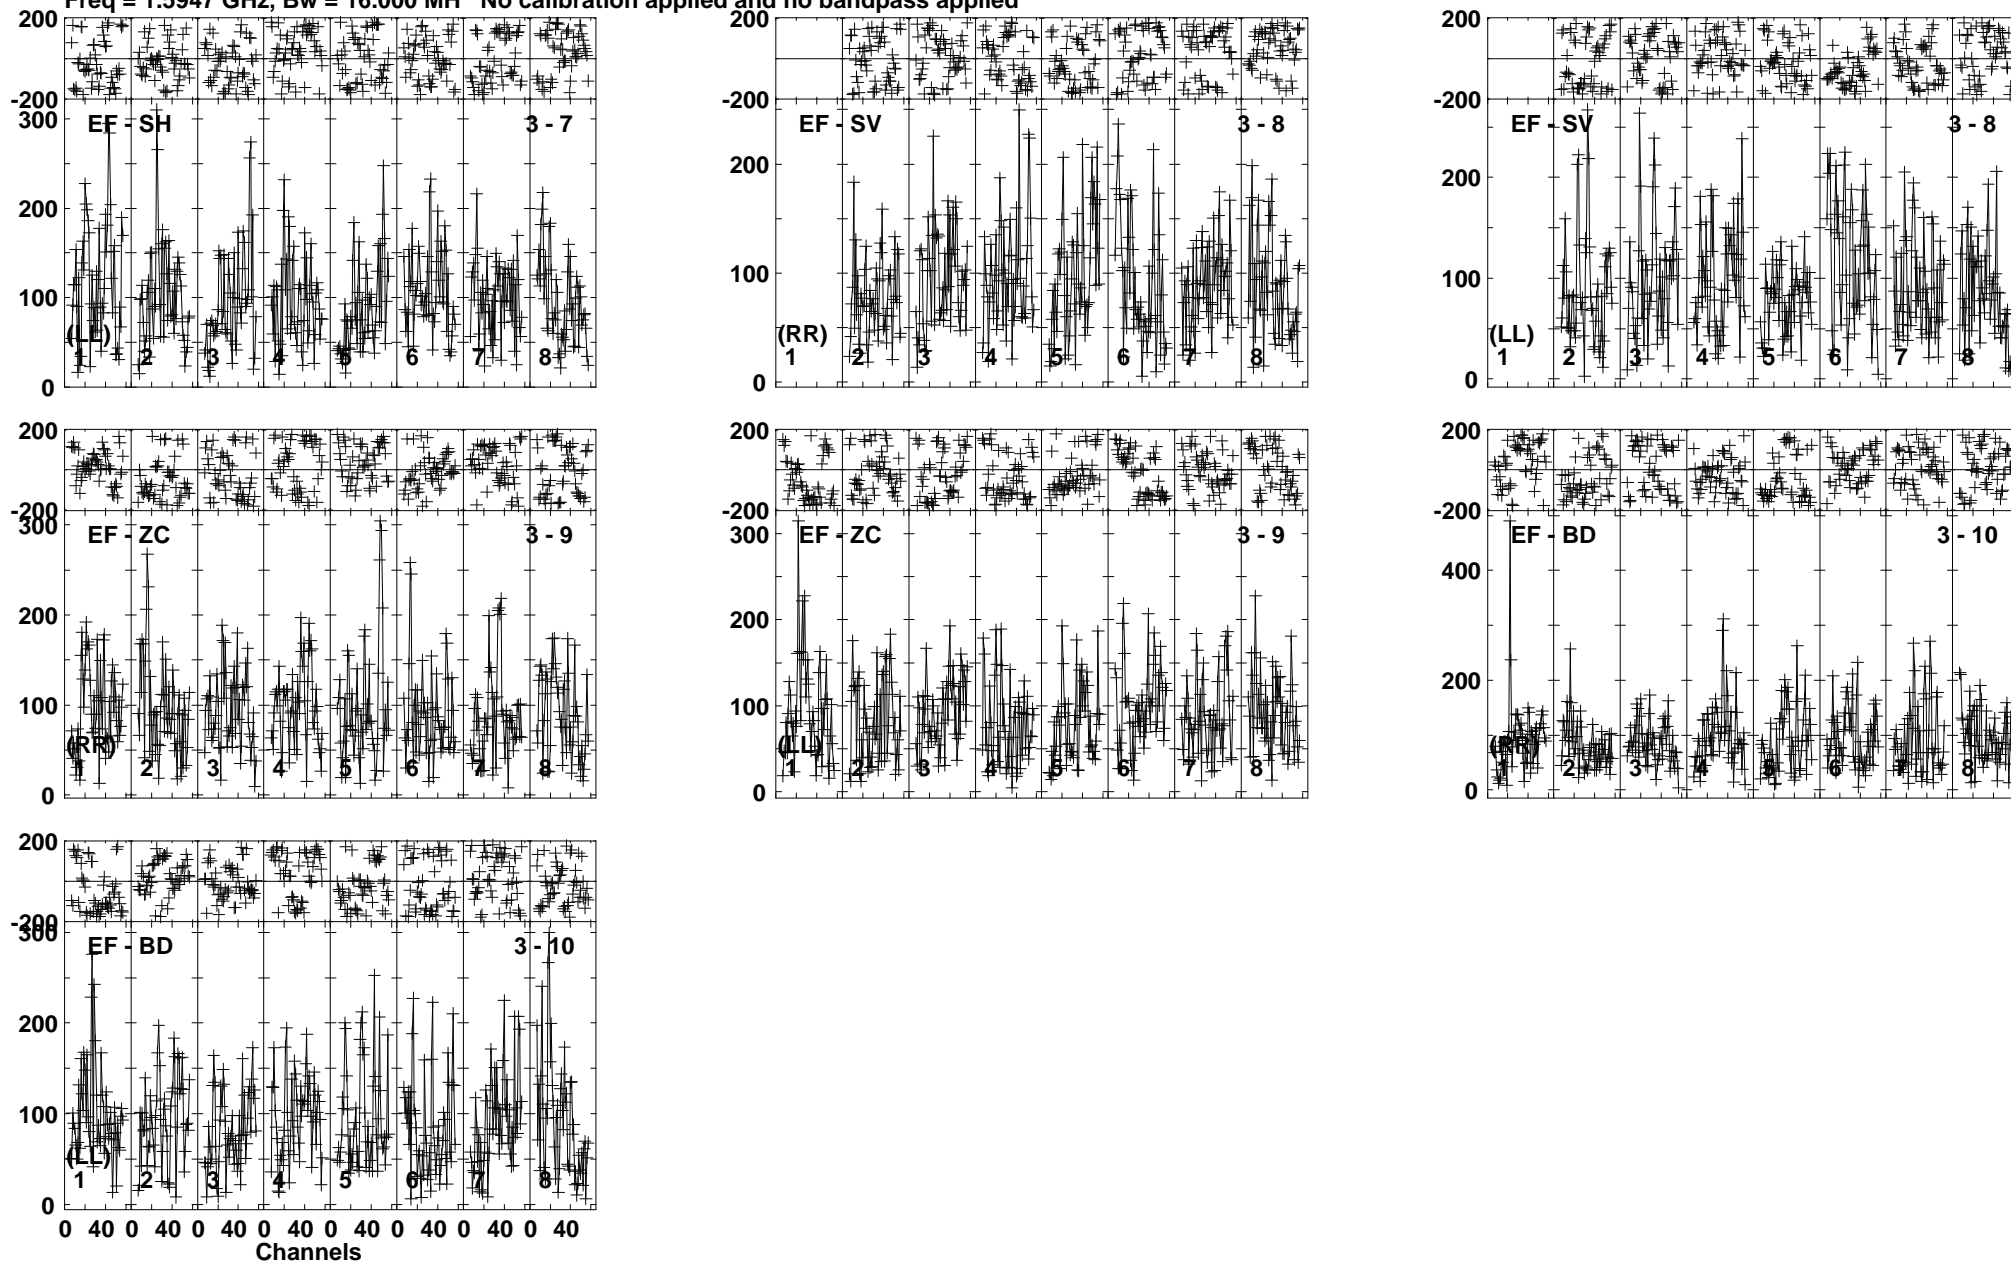 Freq = 1.5947 GHz, Bw = 16.000 MH No calibration applied and no bandpass applied
200 200 200
-200 -200 -200
300 EF - SH 3 - 7
200
100
0
(LL)
1 2 3 4 5 6 7 8
EF - SV 3 - 8
200
100
0
(RR)
1 2 3 4 5 6 7 8
EF - SV 3 - 8
200
100
0
(LL)
1 2 3 4 5 6 7 8
200 200 200
-200 -200 -200
300 EF - ZC 3 - 9
200
100
0
(RR)
1 2 3 4 5 6 7 8
300 EF - ZC 3 - 9
200
100
0
(LL)
1 2 3 4 5 6 7 8
EF - BD 3 - 10
400
200
0
(RR)
1 2 3 4 5 6 7 8
200
-200
300 EF - BD 3 - 10
200
100
0
(LL)
1 2 3 4 5 6 7 8
0 40 0 40 0 40 0 40 0 40 0 40 0 40 0 40
Channels